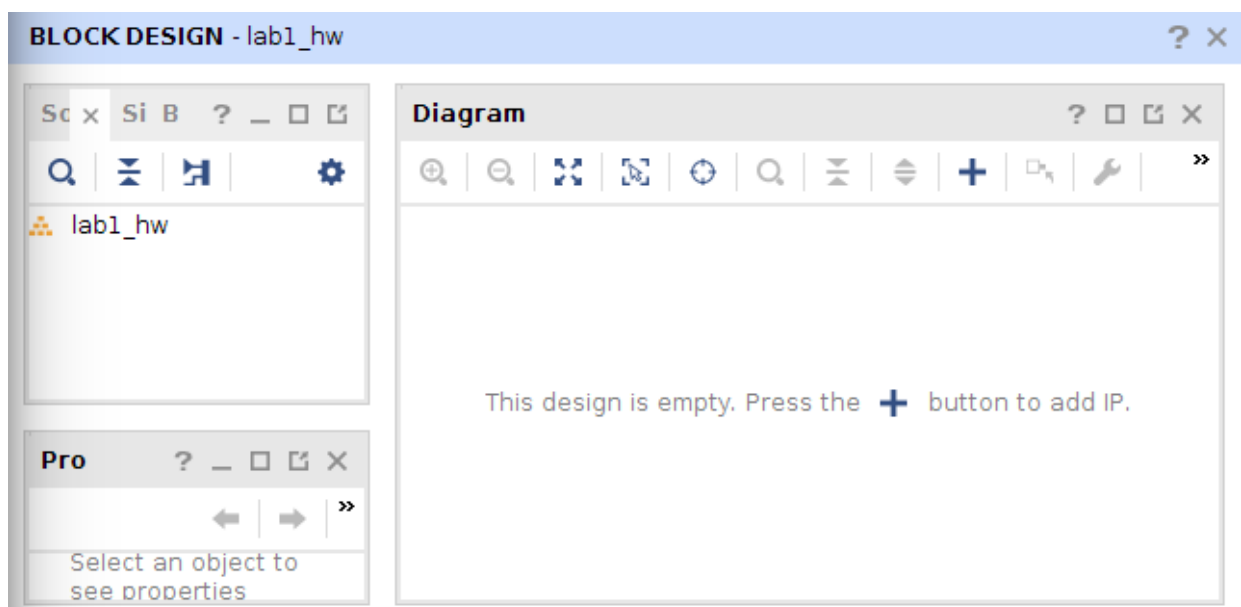 BLOCK DESIGN - lab1_hw
Sc Si B
lab1_hw
Pro
Select an object to
see properties
Diagram
This design is empty. Press the + button to add IP.